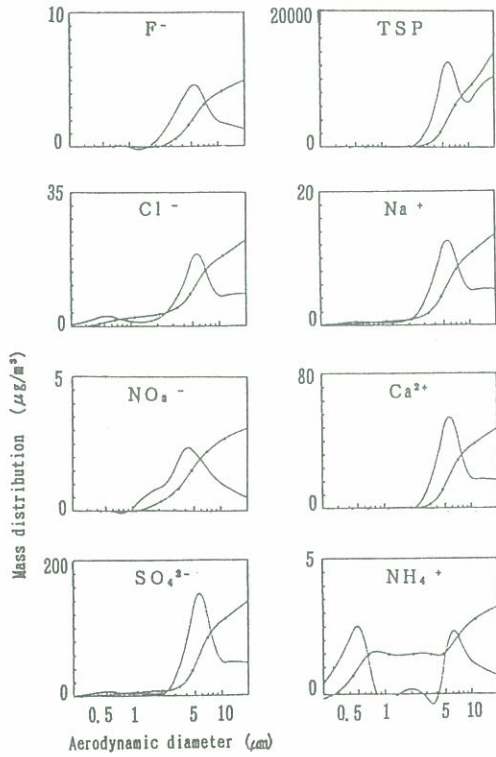 10
F⁻
0
20000
TSP
0
35
Cl⁻
0
20
Na⁺
0
5
NO₃⁻
0
80
Ca²⁺
0
200
SO₄²⁻
0
5
NH₄⁺
0
Mass distribution (μg/m³)
0.5 1 5 10
0.5 1 5 10
Aerodynamic diameter (μm)